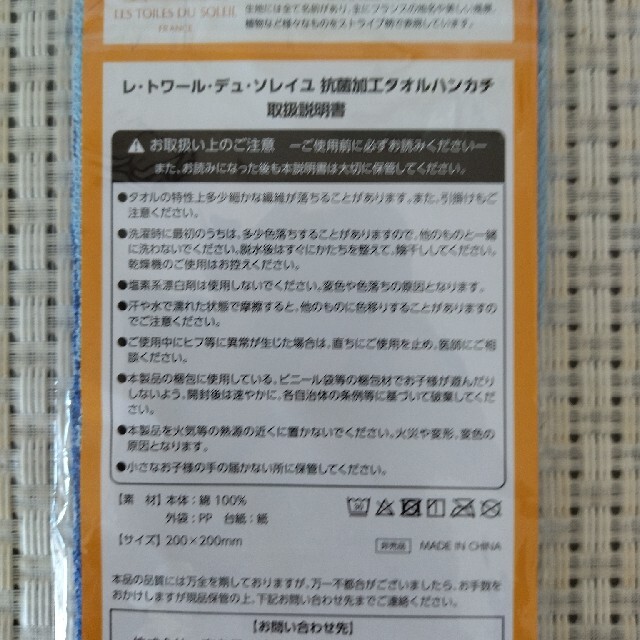 LES TOILES DU SOLEIL
FRANCE
生地には全て名前があり、主にフランスの地名や美しい風景、
植物など様々なものをストライプ柄で表現しています。
レ・トワール・デュ・ソレイユ 抗菌加工タオルハンカチ
取扱説明書
お取扱い上のご注意 ―ご使用前に必ずお読みください―
また、お読みになった後も本説明書は大切に保管してください。
●タオルの特性上多少細かな繊維が落ちることがあります。また、引掛けもご
注意ください。
●洗濯時に最初のうちは、多少色落ちすることがありますので、他のものと一緒
に洗わないでください。脱水後はすぐにかたちを整えて、陰干ししてください。
乾燥機のご使用はお控えください。
●塩素系漂白剤は使用しないでください。変色や色落ちの原因となります。
●汗や水で濡れた状態で摩擦すると、他のものに色移りすることがありますの
でご注意ください。
●ご使用中にヒフ等に異常が生じた場合は、直ちにご使用を止め、医師にご相
談ください。
●本製品の梱包に使用している、ビニール袋等の梱包材でお子様が遊んだり
しないよう、開封後は速やかに、各自治体の条例等に基づいて破棄してくださ
い。
●本製品を火気等の熱源の近くに置かないでください。火災や変形、変色の
原因となります。
●小さなお子様の手の届かない所に保管してください。
【素 材】本体：綿 100%
外袋：PP 台紙：紙
【サイズ】200×200mm
非売品 MADE IN CHINA
本品の品質には万全を期しておりますが、万一不都合がございましたら、お手数を
おかけしますが現品保管の上、下記お問い合わせ先までご連絡ください。
【お問い合わせ先】